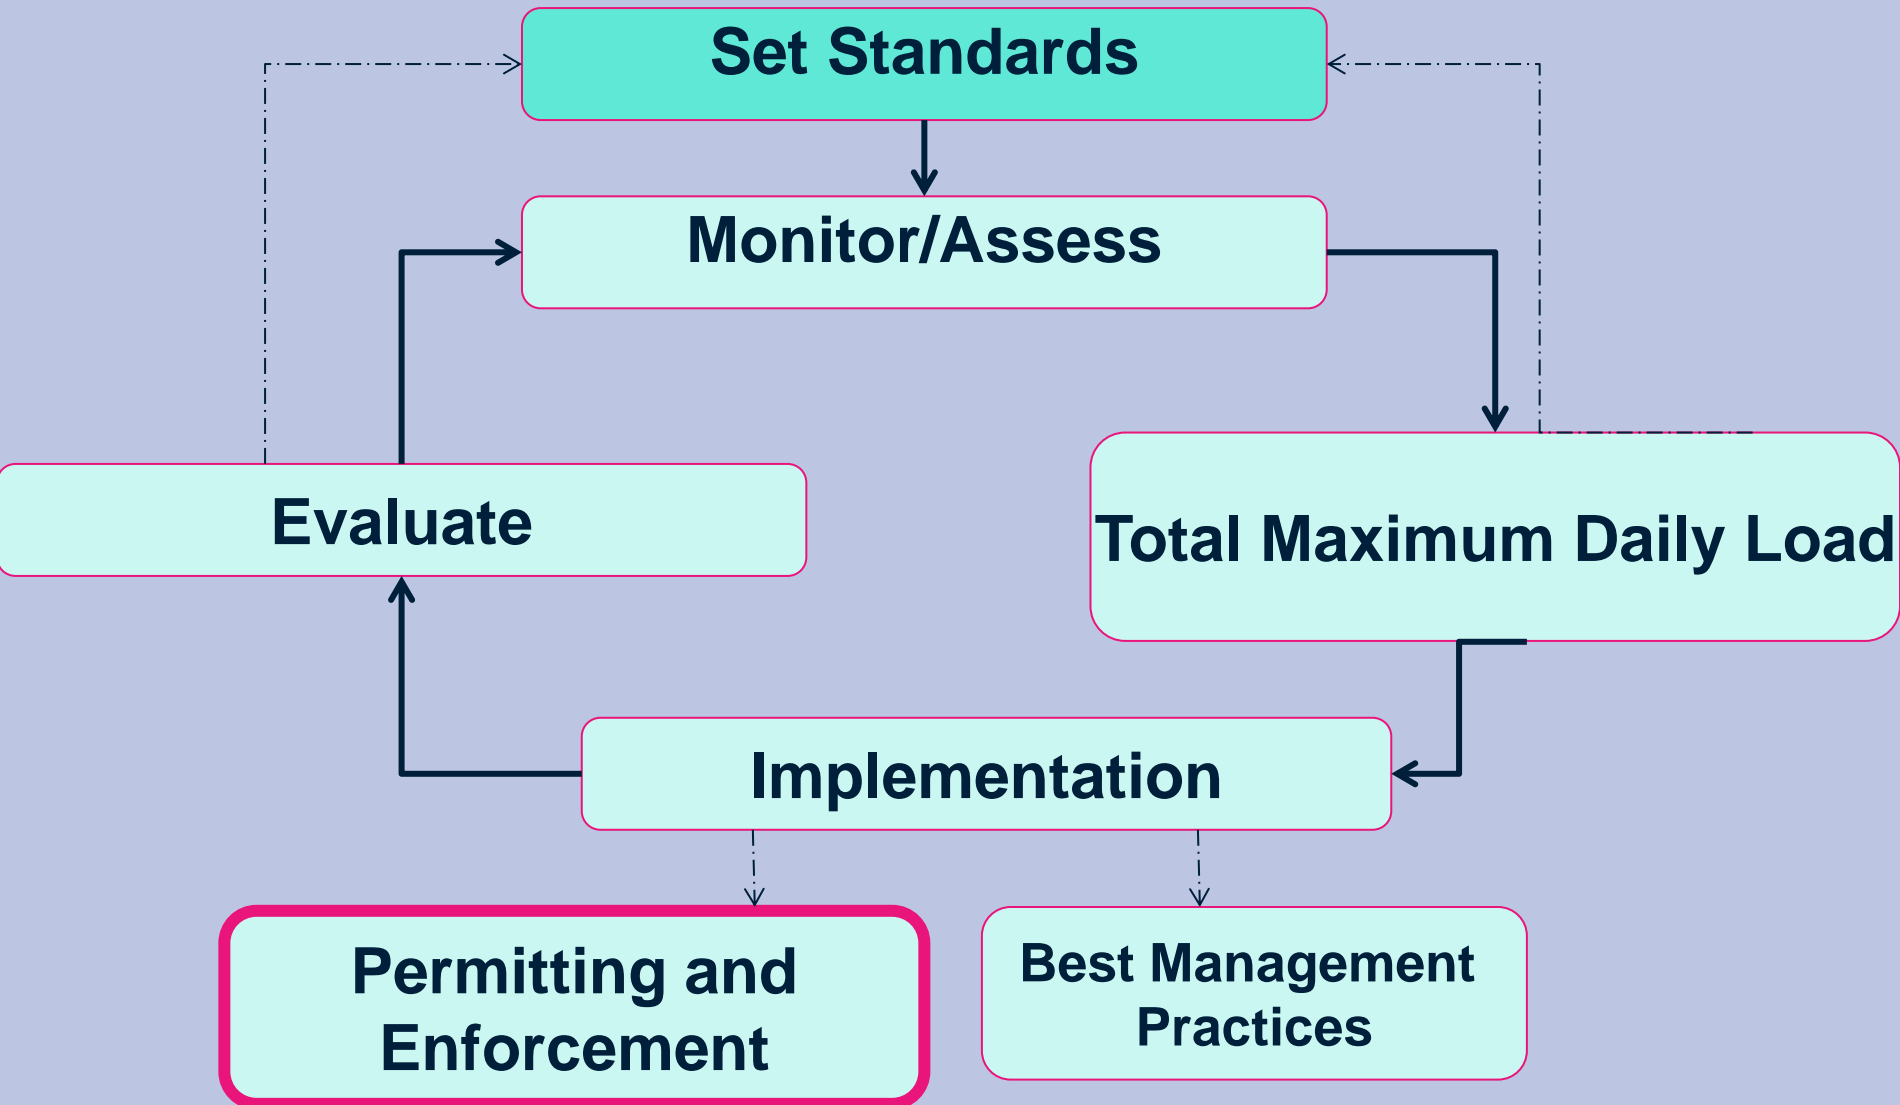 Set Standards
Monitor/Assess
Evaluate
Total Maximum Daily Load
Implementation
Permitting and
Enforcement
Best Management
Practices